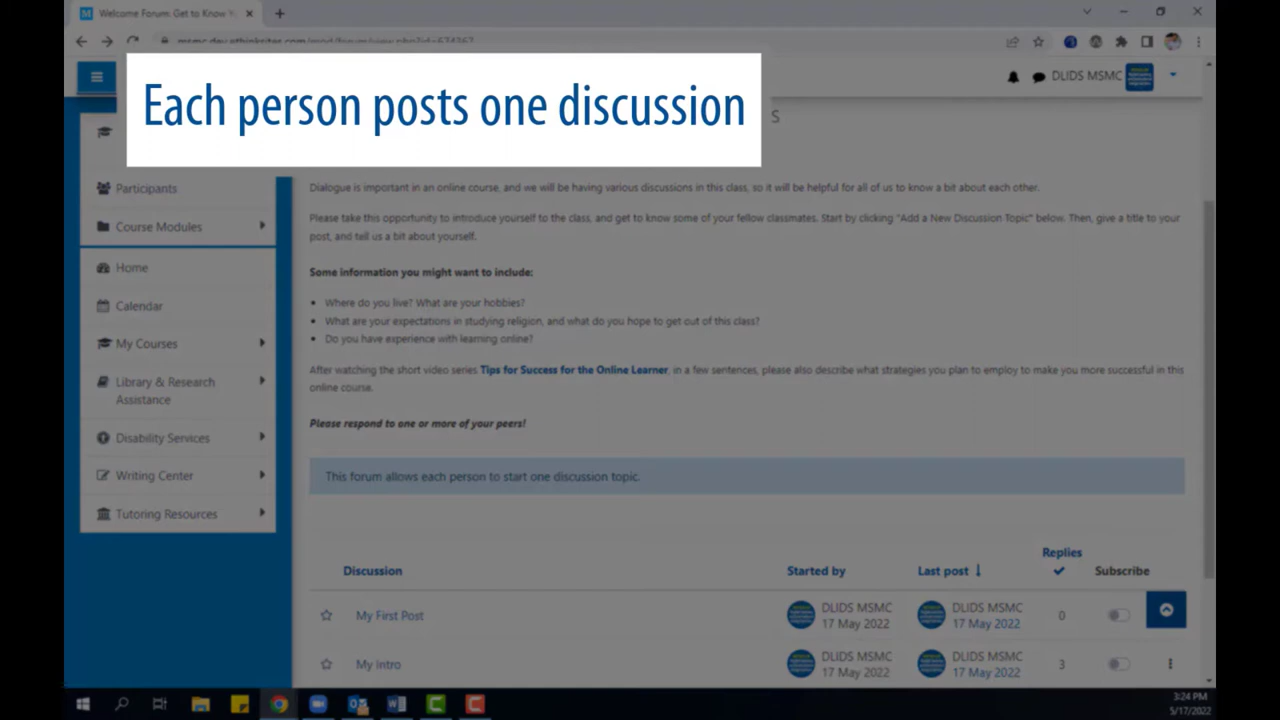 Welcome Forum: Get to Know Y
msmc.dev.ethinksites.com/mod/forum/view.php?id=674367
DLIDS MSMC
Each person posts one discussion
S
Participants
Course Modules
Home
Calendar
My Courses
Library & Research
Assistance
Disability Services
Writing Center
Tutoring Resources
Dialogue is important in an online course, and we will be having various discussions in this class, so it will be helpful for all of us to know a bit about each other.
Please take this opportunity to introduce yourself to the class, and get to know some of your fellow classmates. Start by clicking "Add a New Discussion Topic" below. Then, give a title to your
post, and tell us a bit about yourself.
Some information you might want to include:
• Where do you live? What are your hobbies?
• What are your expectations in studying religion, and what do you hope to get out of this class?
• Do you have experience with learning online?
After watching the short video series Tips for Success for the Online Learner, in a few sentences, please also describe what strategies you plan to employ to make you more successful in this
online course.
Please respond to one or more of your peers!
This forum allows each person to start one discussion topic.
Discussion Started by Last post ↓ Replies Subscribe
My First Post DLIDS MSMC DLIDS MSMC 0
17 May 2022 17 May 2022
My intro DLIDS MSMC DLIDS MSMC 3
17 May 2022 17 May 2022
3:24 PM
5/17/2022